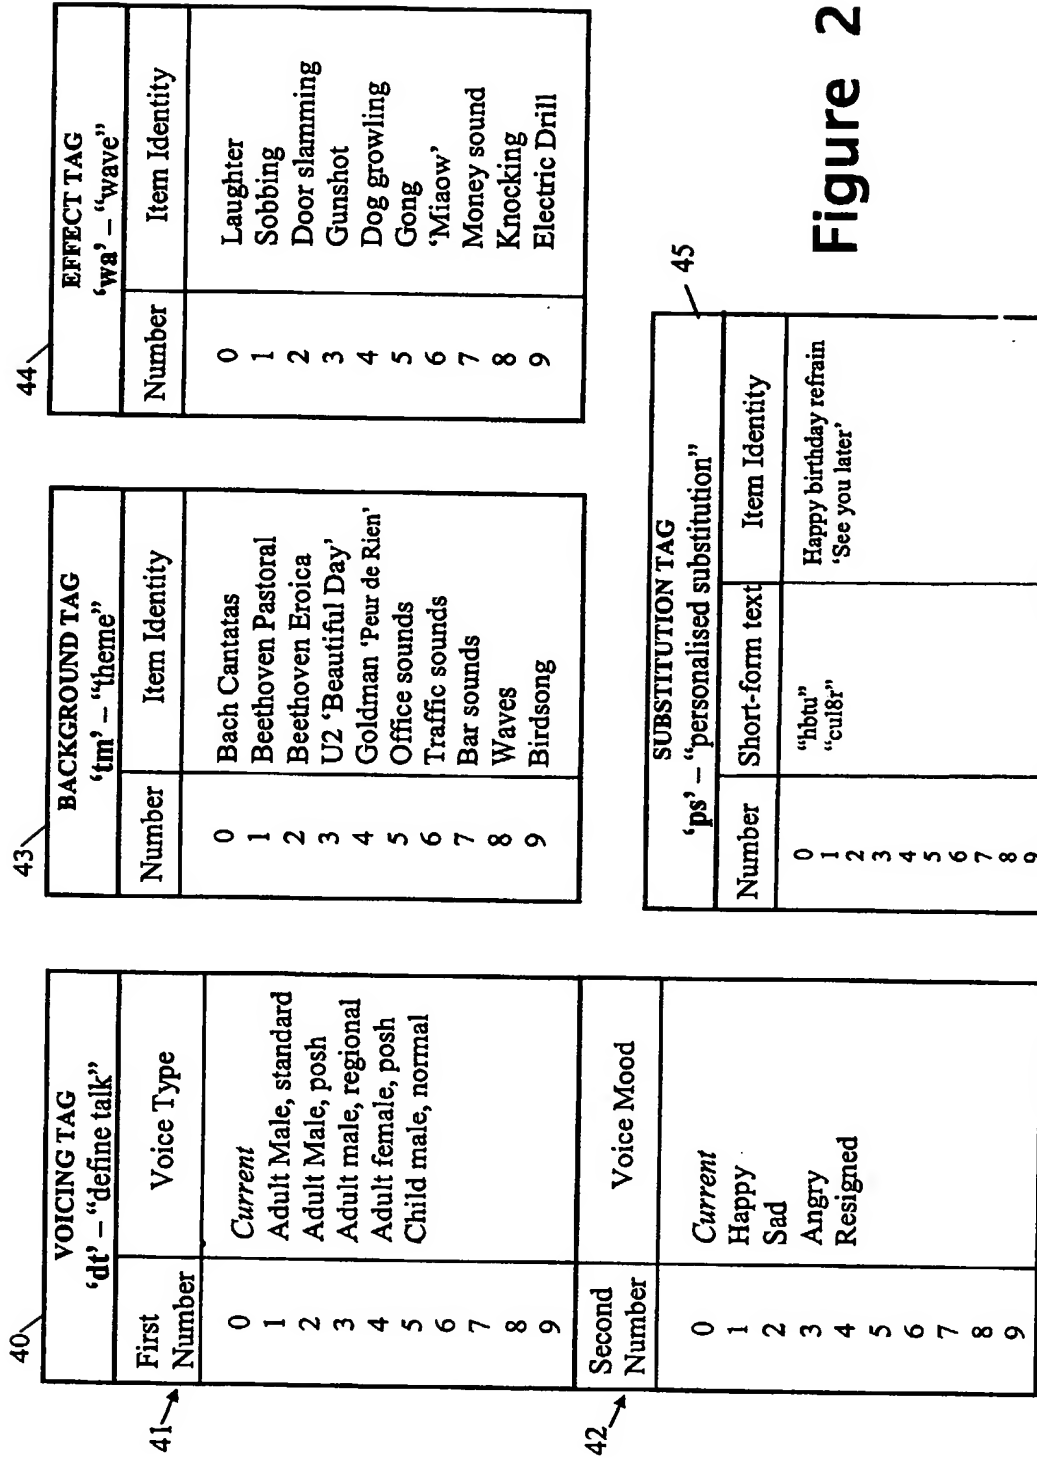 40
VOICING TAG
‘dt’ – “define talk”
41
First Number Voice Type
0 Current
1 Adult Male, standard
2 Adult Male, posh
3 Adult male, regional
4 Adult female, posh
5 Child male, normal
6
7
8
9
42
Second Number Voice Mood
0 Current
1 Happy
2 Sad
3 Angry
4 Resigned
5
6
7
8
9
43
BACKGROUND TAG
‘tm’ – “theme”
Number Item Identity
0 Bach Cantatas
1 Beethoven Pastoral
2 Beethoven Eroica
3 U2 ‘Beautiful Day’
4 Goldman ‘Peur de Rien’
5 Office sounds
6 Traffic sounds
7 Bar sounds
8 Waves
9 Birdsong
44
EFFECT TAG
‘wa’ – “wave”
Number Item Identity
0 Laughter
1 Sobbing
2 Door slamming
3 Gunshot
4 Dog growling
5 Gong
6 ‘Miaow’
7 Money sound
8 Knocking
9 Electric Drill
45
SUBSTITUTION TAG
‘ps’ – “personalised substitution”
Number Short-form text Item Identity
0 “hbtu” Happy birthday refrain
1 “cul8r” ‘See you later’
2
3
4
5
6
7
8
9
Figure 2